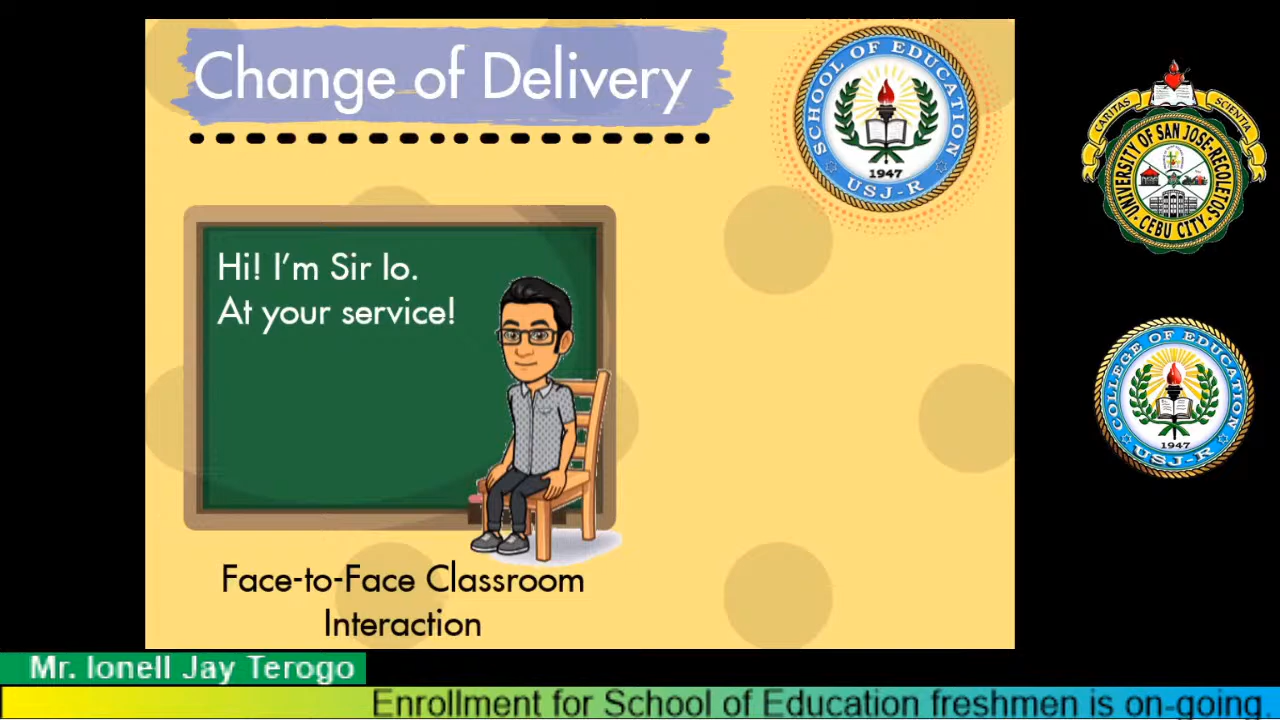 Change of Delivery
SCHOOL OF EDUCATION
1947
USJ-R
CARITAS
SCIENTIA
UNIVERSITY OF SAN JOSE-RECOLETOS
CEBU CITY
Hi! I'm Sir Io.
At your service!
COLLEGE OF EDUCATION
1947
USJ-R
Face-to-Face Classroom
Interaction
Mr. Ionell Jay Terogo
Enrollment for School of Education freshmen is on-going.